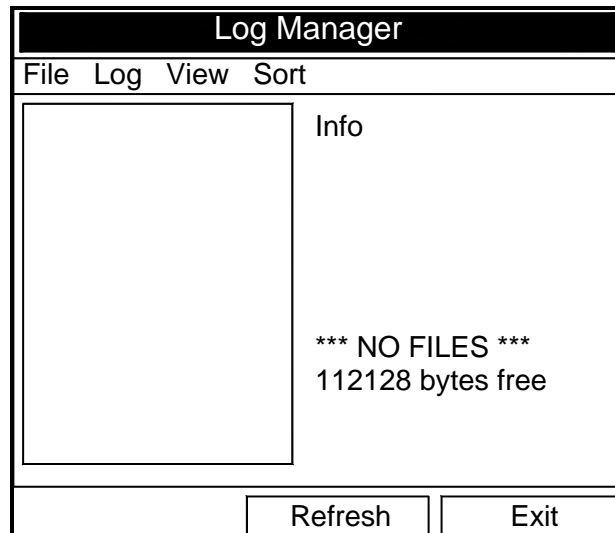 Log Manager
File Log View Sort
Info
*** NO FILES ***
112128 bytes free
Refresh Exit